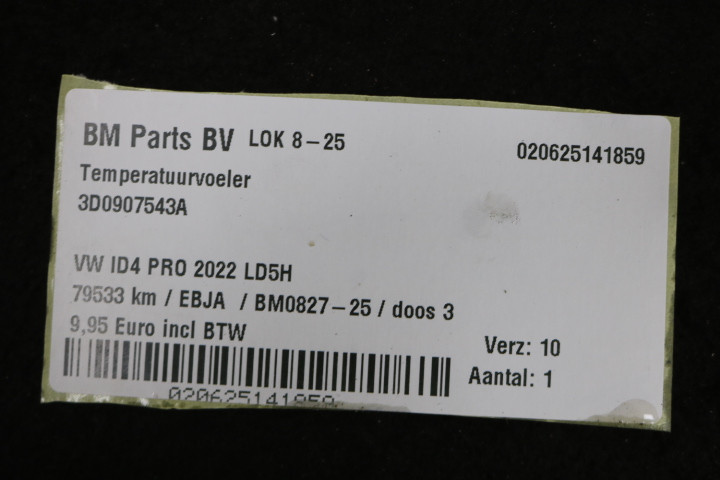 BM Parts BV LOK 8-25 020625141859
Temperatuurvoeler
3D0907543A
VW ID4 PRO 2022 LD5H
79533 km / EBJA / BM0827-25 / doos 3
9,95 Euro incl BTW
Verz: 10
Aantal: 1
020625141859